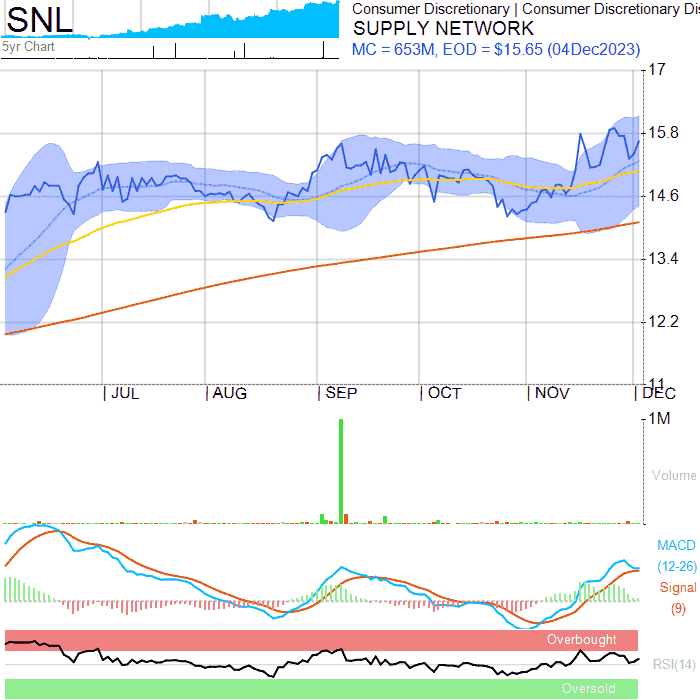 SNL
5yr Chart
Consumer Discretionary | Consumer Discretionary Dis
SUPPLY NETWORK
MC = 653M, EOD = $15.65 (04Dec2023)
17
15.8
14.6
13.4
12.2
11
JUL AUG SEP OCT NOV DEC
1M
Volume
MACD
(12-26)
Signal
(9)
Overbought
RSI(14)
Oversold